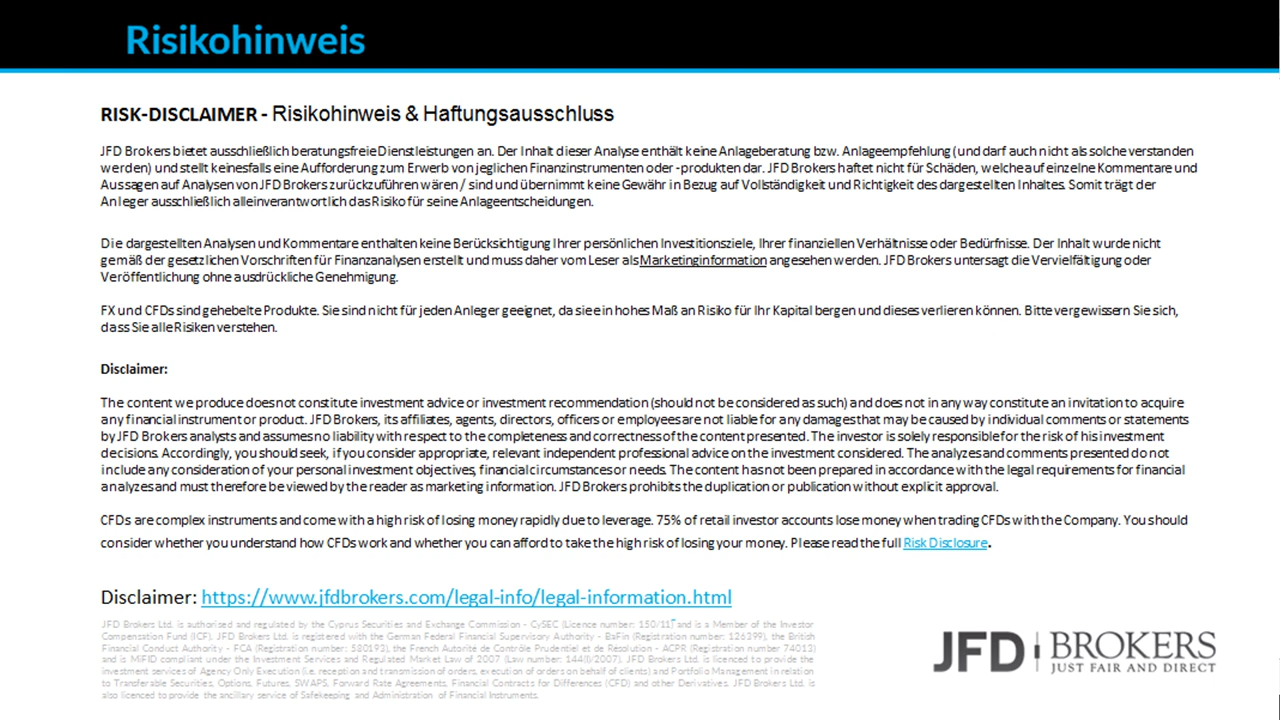 Risikohinweis
RISK-DISCLAIMER - Risikohinweis & Haftungsausschluss
JFD Brokers bietet ausschließlich beratungsfreie Dienstleistungen an. Der Inhalt dieser Analyse enthält keine Anlageberatung bzw. Anlageempfehlung (und darf auch nicht als solche verstanden
werden) und stellt keinesfalls eine Aufforderung zum Erwerb von jeglichen Finanzinstrumenten oder -produkten dar. JFD Brokers haftet nicht für Schäden, welche auf einzelne Kommentare und
Aussagen auf Analysen von JFD Brokers zurückzuführen wären / sind und übernimmt keine Gewähr in Bezug auf Vollständigkeit und Richtigkeit des dargestellten Inhaltes. Somit trägt der
Anleger ausschließlich alleinverantwortlich das Risiko für seine Anlageentscheidungen.
Die dargestellten Analysen und Kommentare enthalten keine Berücksichtigung Ihrer persönlichen Investitionsziele, Ihrer finanziellen Verhältnisse oder Bedürfnisse. Der Inhalt wurde nicht
gemäß der gesetzlichen Vorschriften für Finanzanalysen erstellt und muss daher vom Leser als Marketinginformation angesehen werden. JFD Brokers untersagt die Vervielfältigung oder
Veröffentlichung ohne ausdrückliche Genehmigung.
FX und CFDs sind gehebelte Produkte. Sie sind nicht für jeden Anleger geeignet, da sie ein hohes Maß an Risiko für Ihr Kapital bergen und dieses verlieren können. Bitte vergewissern Sie sich,
dass Sie alle Risiken verstehen.
Disclaimer:
The content we produce does not constitute investment advice or investment recommendation (should not be considered as such) and does not in any way constitute an invitation to acquire
any financial instrument or product. JFD Brokers, its affiliates, agents, directors, officers or employees are not liable for any damages that may be caused by individual comments or statements
by JFD Brokers analysts and assumes no liability with respect to the completeness and correctness of the content presented. The investor is solely responsible for the risk of his investment
decisions. Accordingly, you should seek, if you consider appropriate, relevant independent professional advice on the investment considered. The analyzes and comments presented do not
include any consideration of your personal investment objectives, financial circumstances or needs. The content has not been prepared in accordance with the legal requirements for financial
analyzes and must therefore be viewed by the reader as marketing information. JFD Brokers prohibits the duplication or publication without explicit approval.
CFDs are complex instruments and come with a high risk of losing money rapidly due to leverage. 75% of retail investor accounts lose money when trading CFDs with the Company. You should
consider whether you understand how CFDs work and whether you can afford to take the high risk of losing your money. Please read the full Risk Disclosure.
Disclaimer: https://www.jfdbrokers.com/legal-info/legal-information.html
JFD Brokers Ltd. is authorised and regulated by the Cyprus Securities and Exchange Commission - CySEC (Licence number: 150/11) and is a Member of the Investor
Compensation Fund (ICF). JFD Brokers Ltd. is registered with the German Federal Financial Supervisory Authority - BaFin (Registration number: 126399), the British
Financial Conduct Authority - FCA (Registration number: 580193), the French Autorité de Contrôle Prudentiel et de Résolution - ACPR (Registration number 74013)
and is MiFID compliant under the Investment Services and Regulated Market Law of 2007 (Law number: 144(I)/2007). JFD Brokers Ltd. is licenced to provide the
investment services of Agency Only Execution (i.e. reception and transmission of orders, execution of orders on behalf of clients) and Portfolio Management in relation
to Transferable Securities, Options, Futures, SWAPS, Forward Rate Agreements, Financial Contracts for Differences (CFD) and other Derivatives. JFD Brokers Ltd. is
also licenced to provide the ancillary service of Safekeeping and Administration of Financial Instruments.
JFD BROKERS
JUST FAIR AND DIRECT